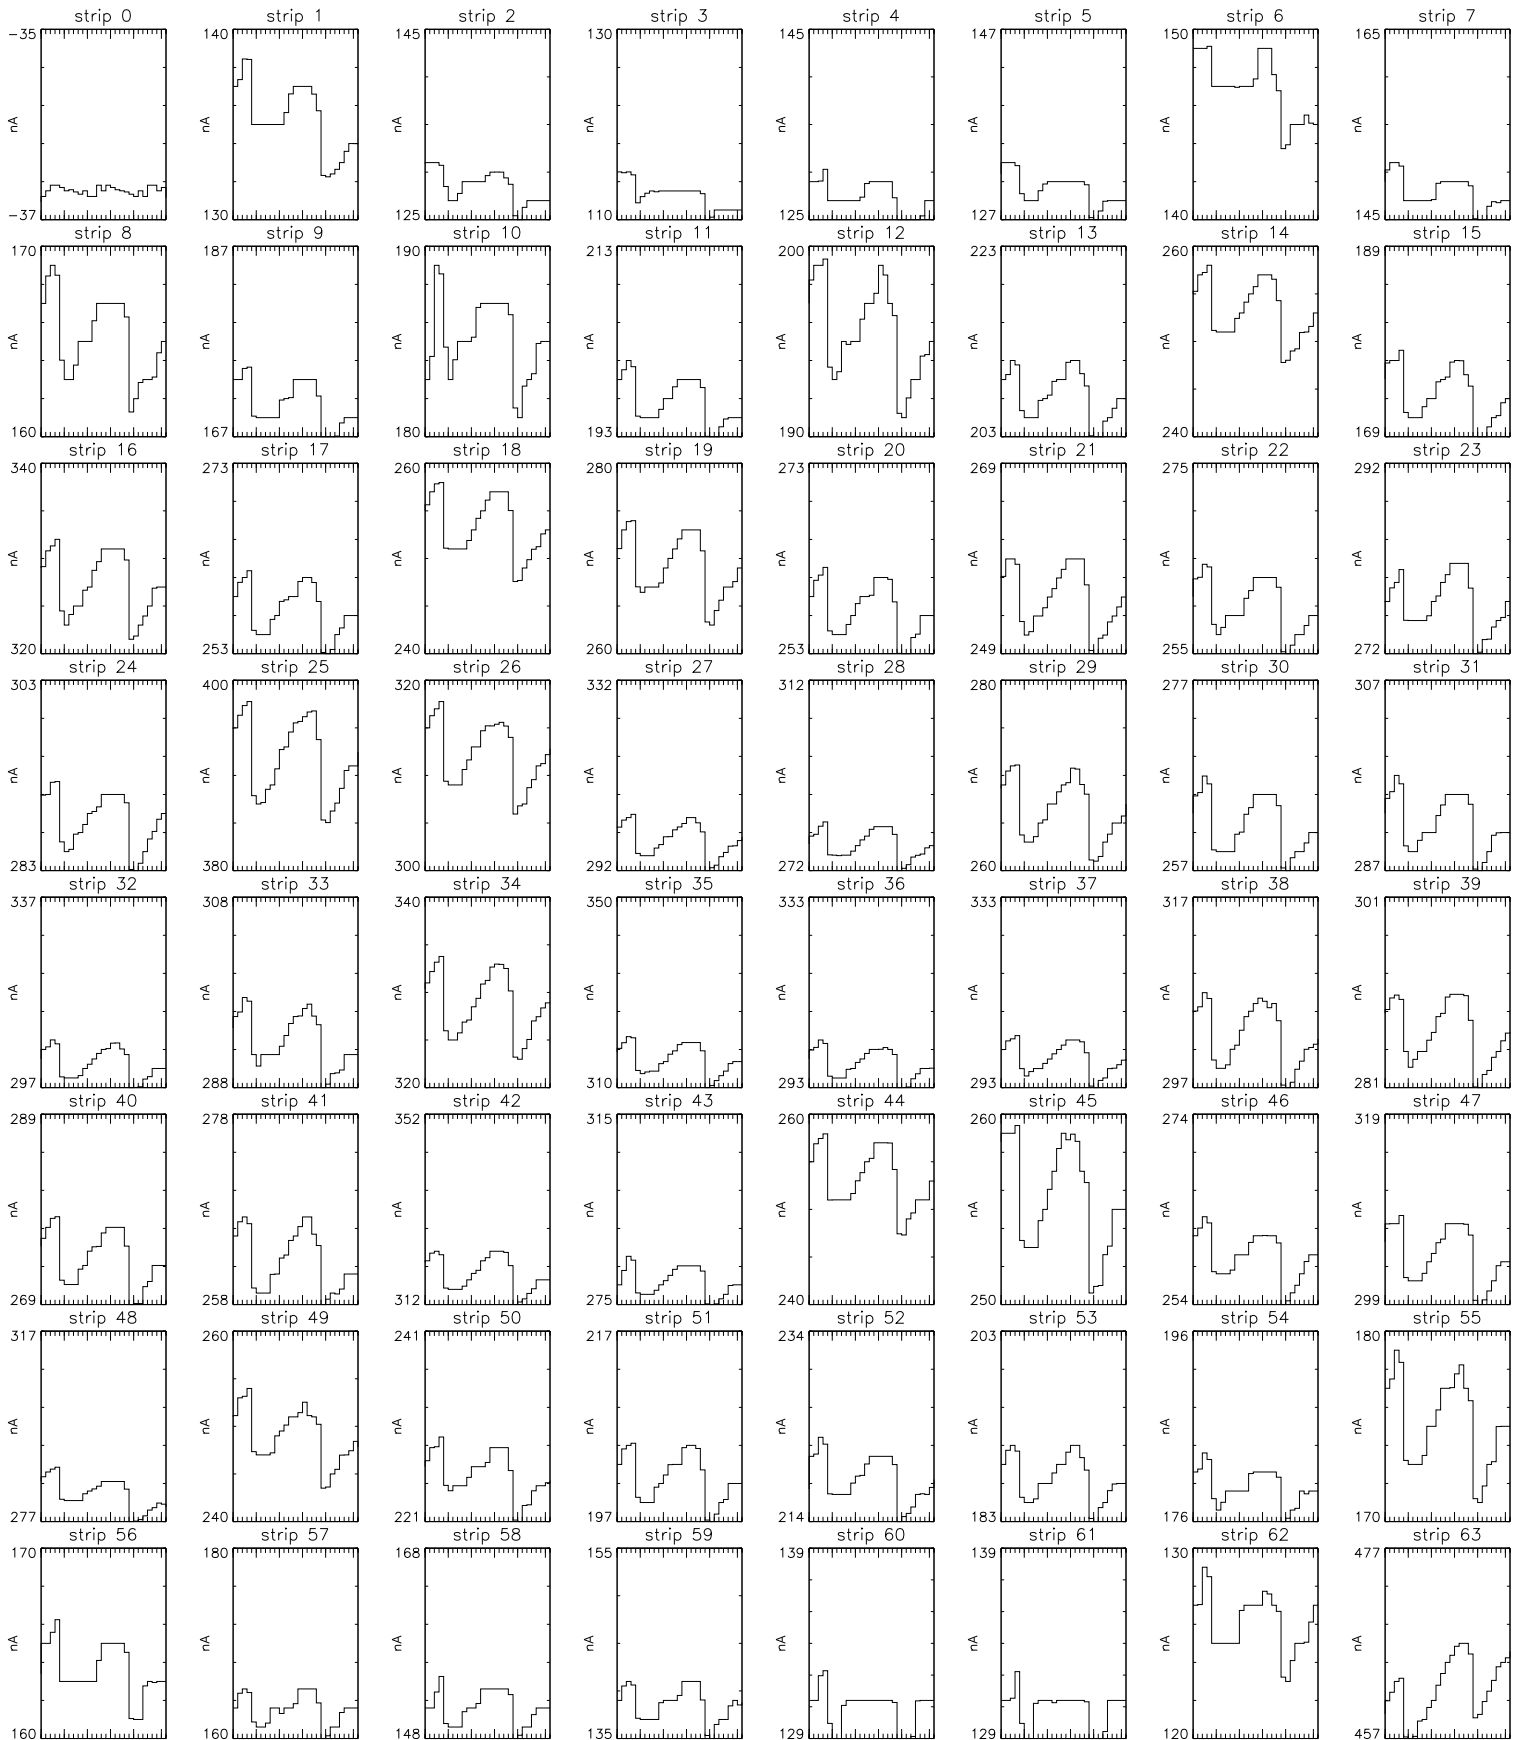 strip 0 strip 1 strip 2 strip 3 strip 4 strip 5 strip 6 strip 7
-35 140 145 130 145 147 150 165
nA nA nA nA nA nA nA nA
-37 130 125 110 125 127 140 145
strip 8 strip 9 strip 10 strip 11 strip 12 strip 13 strip 14 strip 15
170 187 190 213 200 223 260 189
nA nA nA nA nA nA nA nA
160 167 180 193 190 203 240 169
strip 16 strip 17 strip 18 strip 19 strip 20 strip 21 strip 22 strip 23
340 273 260 280 273 269 275 292
nA nA nA nA nA nA nA nA
320 253 240 260 253 249 255 272
strip 24 strip 25 strip 26 strip 27 strip 28 strip 29 strip 30 strip 31
303 400 320 332 312 280 277 307
nA nA nA nA nA nA nA nA
283 380 300 292 272 260 257 287
strip 32 strip 33 strip 34 strip 35 strip 36 strip 37 strip 38 strip 39
337 308 340 350 333 333 317 301
nA nA nA nA nA nA nA nA
297 288 320 310 293 293 297 281
strip 40 strip 41 strip 42 strip 43 strip 44 strip 45 strip 46 strip 47
289 278 352 315 260 260 274 319
nA nA nA nA nA nA nA nA
269 258 312 275 240 250 254 299
strip 48 strip 49 strip 50 strip 51 strip 52 strip 53 strip 54 strip 55
317 260 241 217 234 203 196 180
nA nA nA nA nA nA nA nA
277 240 221 197 214 183 176 170
strip 56 strip 57 strip 58 strip 59 strip 60 strip 61 strip 62 strip 63
170 180 168 155 139 139 130 477
nA nA nA nA nA nA nA nA
160 160 148 135 129 129 120 457